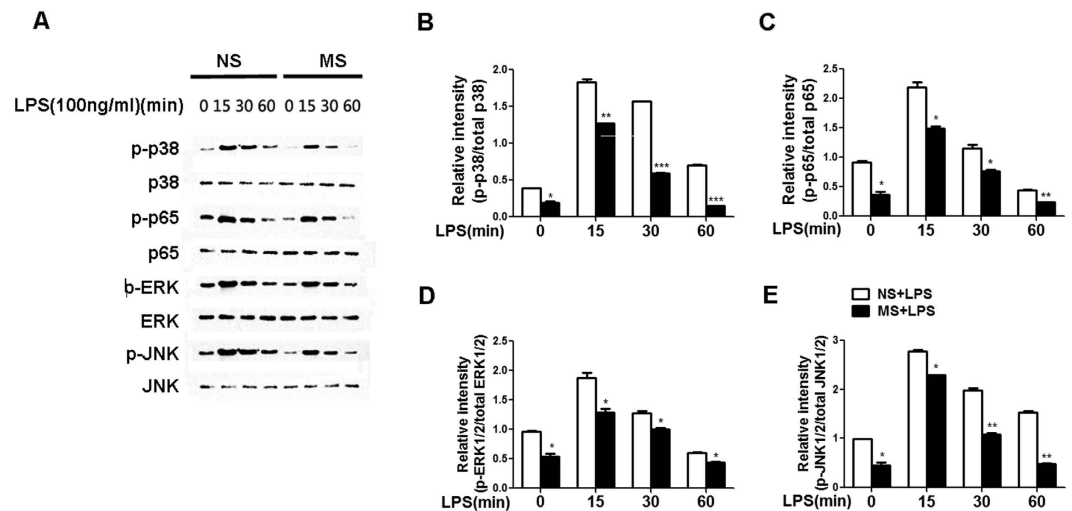 A
NS MS
LPS(100ng/ml)(min) 0 15 30 60 0 15 30 60
p-p38
p38
p-p65
p65
p-ERK
ERK
p-JNK
JNK
B
Relative intensity
(p-p38/total p38)
2.0
1.5
1.0
0.5
0.0
*
**
***
***
LPS(min) 0 15 30 60
C
Relative intensity
(p-p65/total p65)
2.5
2.0
1.5
1.0
0.5
0.0
*
*
*
**
LPS(min) 0 15 30 60
D
Relative intensity
(p-ERK1/2/total ERK1/2)
2.5
2.0
1.5
1.0
0.5
0.0
*
*
*
*
LPS(min) 0 15 30 60
E
NS+LPS
MS+LPS
Relative intensity
(p-JNK1/2/total JNK1/2)
3
2
1
0
*
*
**
**
LPS(min) 0 15 30 60